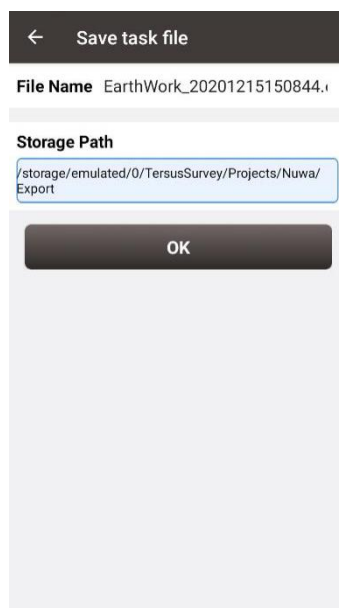 Save task file
File Name EarthWork_20201215150844.
Storage Path
/storage/emulated/0/TersusSurvey/Projects/Nuwa/
Export
OK